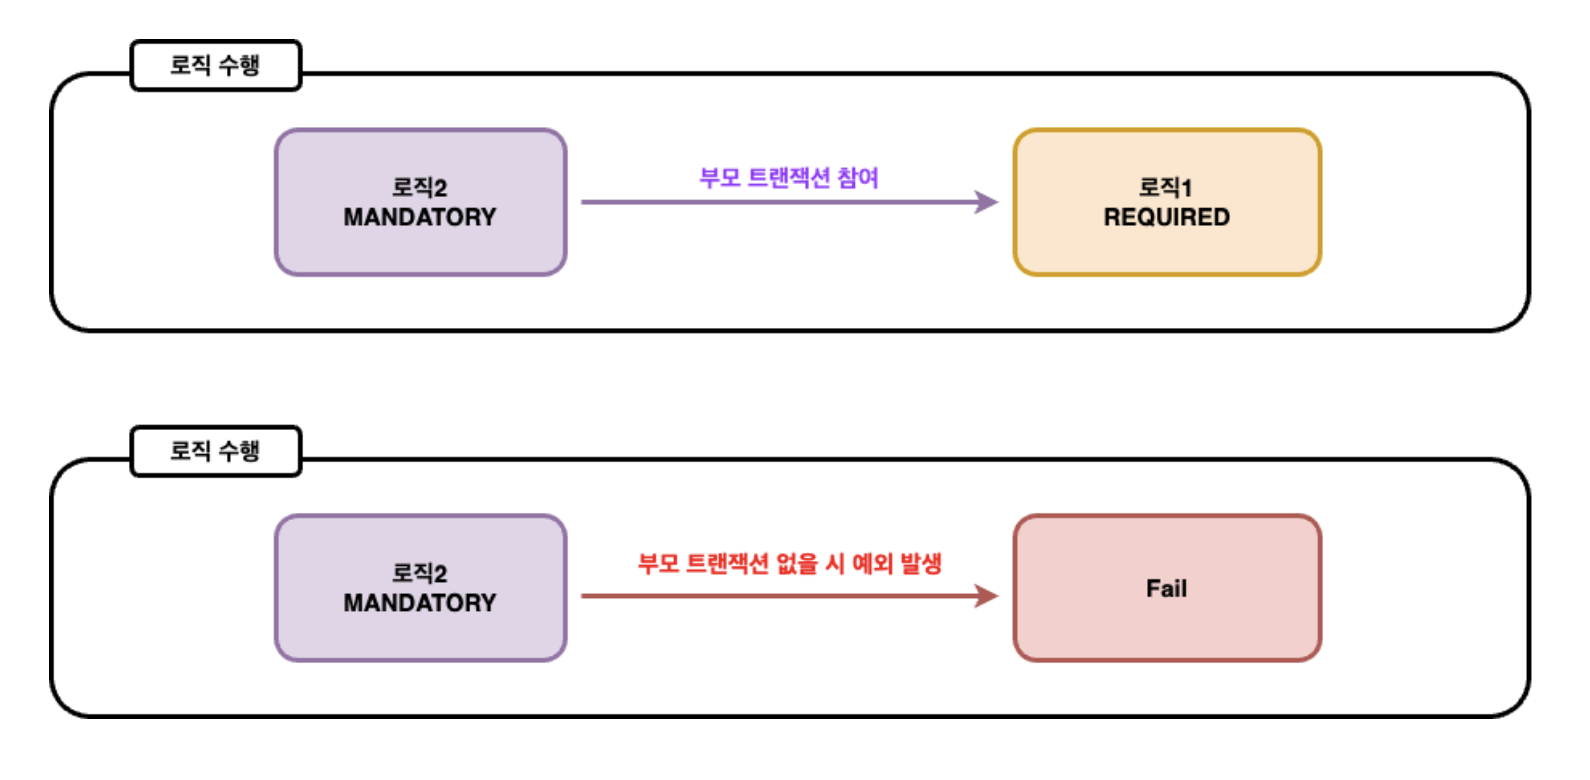 로직 수행
로직2
MANDATORY
부모 트랜잭션 참여
로직1
REQUIRED
로직 수행
로직2
MANDATORY
부모 트랜잭션 없을 시 예외 발생
Fail